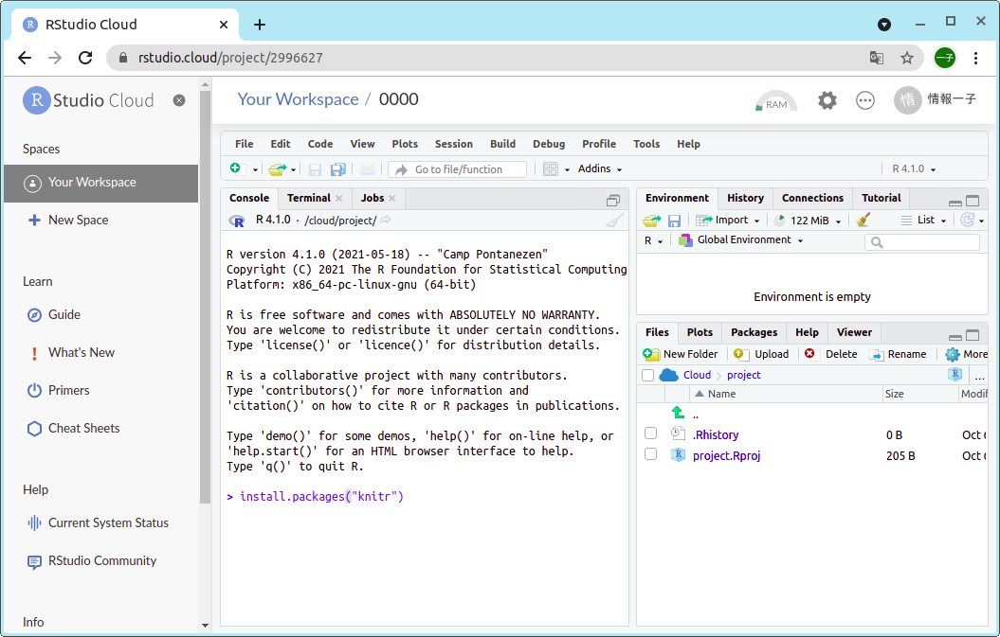 RStudio Cloud
rstudio.cloud/project/2996627
一子
R Studio Cloud
Your Workspace / 0000
RAM
情 情報一子
Spaces
Your Workspace
New Space
Learn
Guide
What's New
Primers
Cheat Sheets
Help
Current System Status
RStudio Community
Info
File Edit Code View Plots Session Build Debug Profile Tools Help
Go to file/function Addins R 4.1.0
Console Terminal Jobs
R 4.1.0 · /cloud/project/
R version 4.1.0 (2021-05-18) -- "Camp Pontanezen"
Copyright (C) 2021 The R Foundation for Statistical Computing
Platform: x86_64-pc-linux-gnu (64-bit)
R is free software and comes with ABSOLUTELY NO WARRANTY.
You are welcome to redistribute it under certain conditions.
Type 'license()' or 'licence()' for distribution details.
R is a collaborative project with many contributors.
Type 'contributors()' for more information and
'citation()' on how to cite R or R packages in publications.
Type 'demo()' for some demos, 'help()' for on-line help, or
'help.start()' for an HTML browser interface to help.
Type 'q()' to quit R.
> install.packages("knitr")
Environment History Connections Tutorial
Import 122 MiB List
R Global Environment
Environment is empty
Files Plots Packages Help Viewer
New Folder Upload Delete Rename More
Cloud project ...
Name Size Modifi
..
.Rhistory 0 B Oct
project.Rproj 205 B Oct